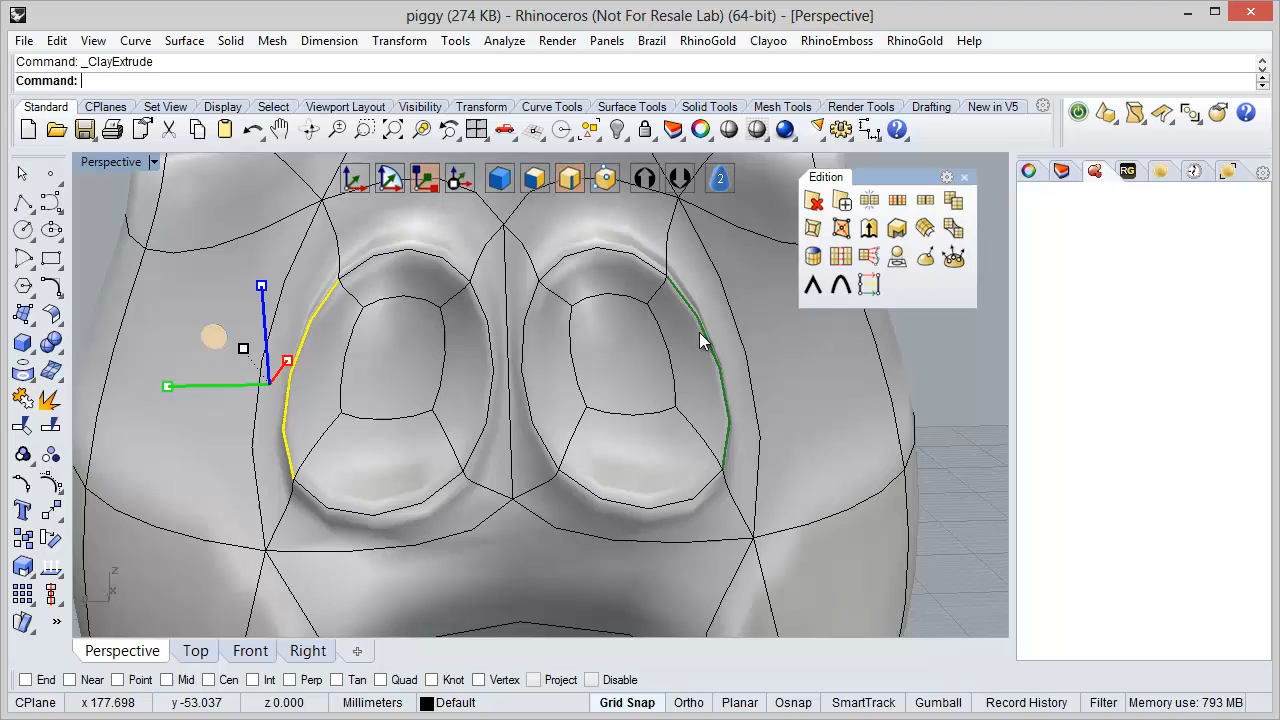 piggy (274 KB) - Rhinoceros (Not For Resale Lab) (64-bit) - [Perspective]
File Edit View Curve Surface Solid Mesh Dimension Transform Tools Analyze Render Panels Brazil RhinoGold Clayoo RhinoEmboss RhinoGold Help
Command: _ClayExtrude
Command:
Standard CPlanes Set View Display Select Viewport Layout Visibility Transform Curve Tools Surface Tools Solid Tools Mesh Tools Render Tools Drafting New in V5
Perspective
Edition
RG
2
z
x
Perspective Top Front Right
End Near Point Mid Cen Int Perp Tan Quad Knot Vertex Project Disable
CPlane x 177.698 y -53.037 z 0.000 Millimeters Default Grid Snap Ortho Planar Osnap SmartTrack Gumball Record History Filter Memory use: 793 MB